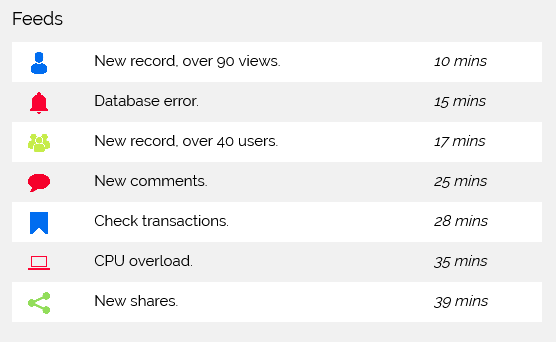 Feeds
New record, over 90 views. 10 mins
Database error. 15 mins
New record, over 40 users. 17 mins
New comments. 25 mins
Check transactions. 28 mins
CPU overload. 35 mins
New shares. 39 mins